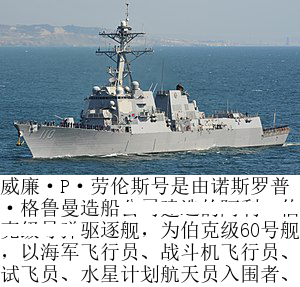 110
威廉·P·劳伦斯号是由诺斯罗普
·格鲁曼造船
驱逐舰，为伯克级60号舰
，以海军飞行员、战斗机飞行员、
试飞员、水星计划航天员入围者、